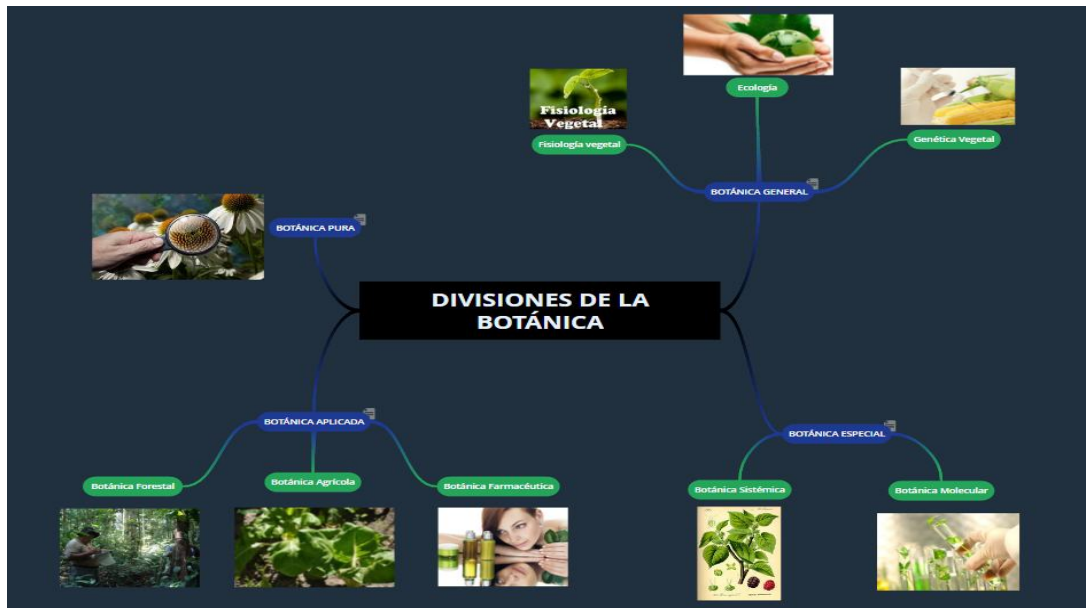 Ecología
Fisiología
Vegetal
Fisiología vegetal
Genética Vegetal
BOTÁNICA GENERAL
BOTÁNICA PURA
DIVISIONES DE LA
BOTÁNICA
BOTÁNICA APLICADA
BOTÁNICA ESPECIAL
Botánica Forestal
Botánica Agrícola
Botánica Farmacéutica
Botánica Sistémica
Botánica Molecular